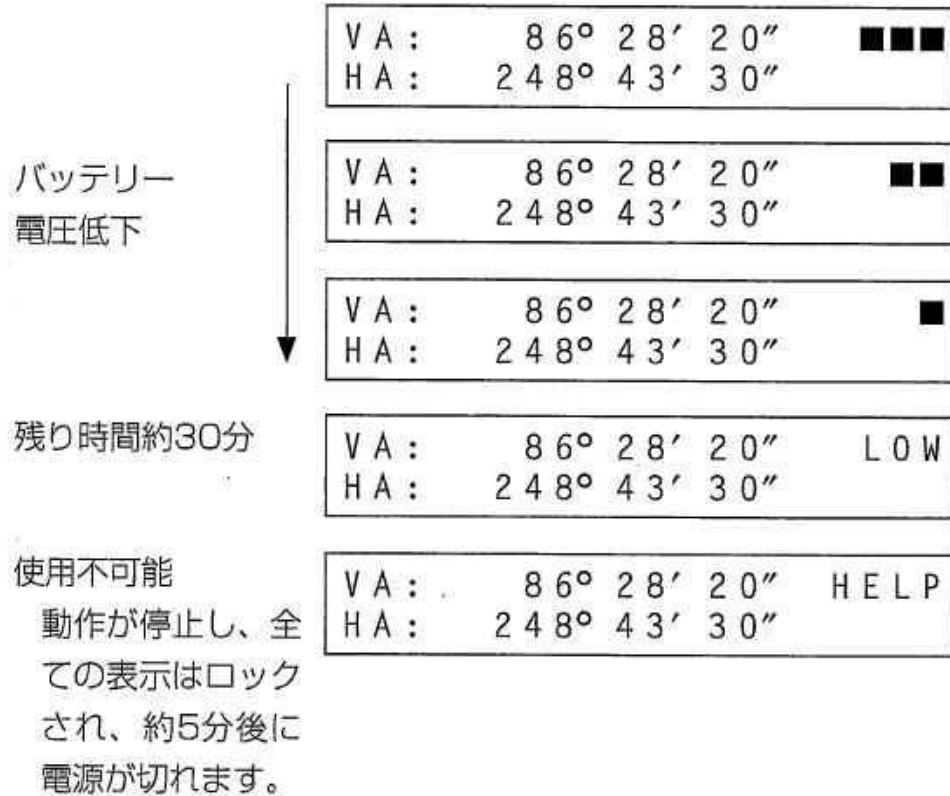 VA: 86° 28′ 20″ ■■■
HA: 248° 43′ 30″
バッテリー
電圧低下
VA: 86° 28′ 20″ ■■
HA: 248° 43′ 30″
VA: 86° 28′ 20″ ■
HA: 248° 43′ 30″
残り時間約30分
VA: 86° 28′ 20″ LOW
HA: 248° 43′ 30″
使用不可能
動作が停止し、全
ての表示はロック
され、約5分後に
電源が切れます。
VA: 86° 28′ 20″ HELP
HA: 248° 43′ 30″